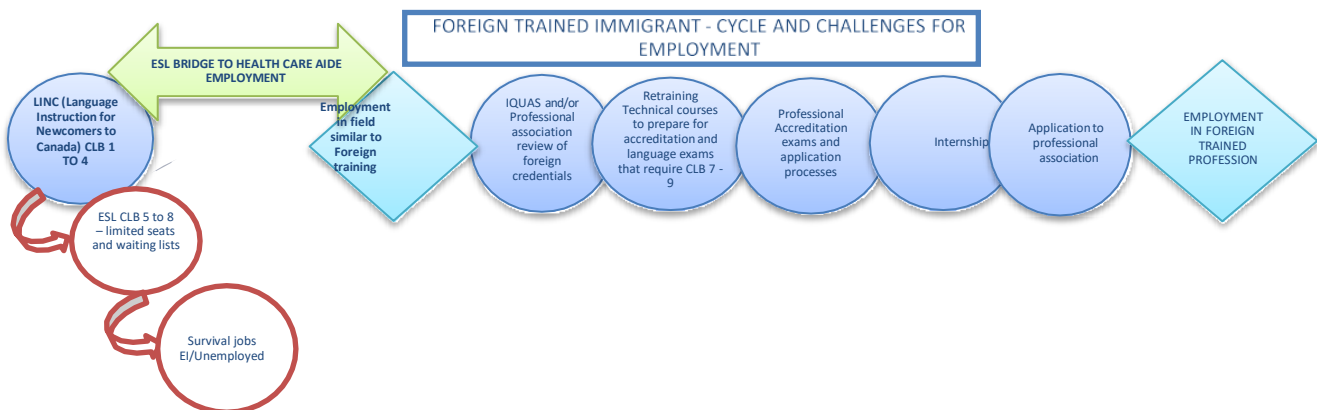 FOREIGN TRAINED IMMIGRANT - CYCLE AND CHALLENGES FOR
EMPLOYMENT
ESL BRIDGE TO HEALTH CARE AIDE
EMPLOYMENT
LINC (Language
Instruction for
Newcomers to
Canada) CLB 1
TO 4
ESL CLB 5 to 8
– limited seats
and waiting lists
Survival jobs
EI/Unemployed
Employment
in field
similar to
Foreign
training
IQUAS and/or
Professional
association
review of
foreign
credentials
Retraining
Technical courses
to prepare for
accreditation and
language exams
that require CLB 7 -
9
Professional
Accreditation
exams and
application
processes
Internship
Application to
professional
association
EMPLOYMENT
IN FOREIGN
TRAINED
PROFESSION